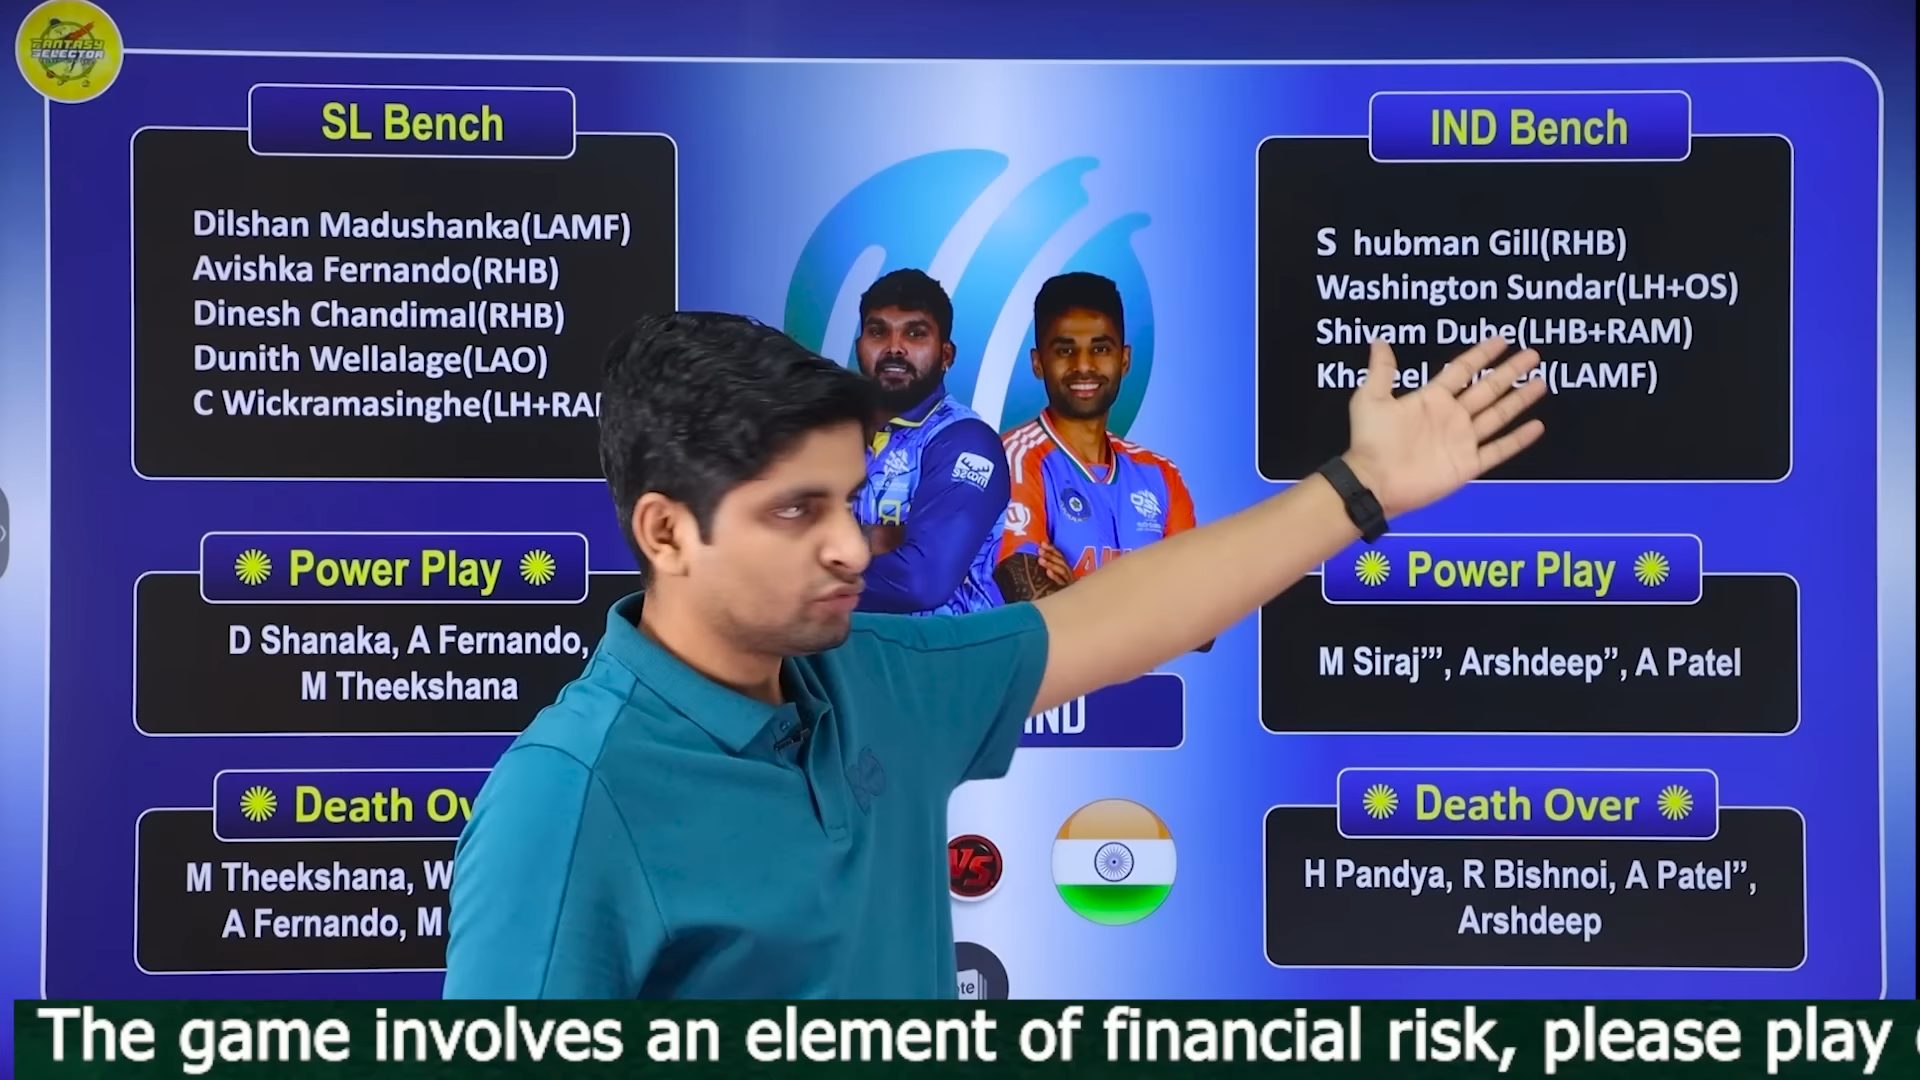 FANTASY
SELECTOR
SL Bench
Dilshan Madushanka(LAMF)
Avishka Fernando(RHB)
Dinesh Chandimal(RHB)
Dunith Wellalage(LAO)
C Wickramasinghe(LH+RA
Power Play
D Shanaka, A Fernando,
M Theekshana
Death Ov
M Theekshana, W
A Fernando, M
IND Bench
S hubman Gill(RHB)
Washington Sundar(LH+OS)
Shivam Dube(LHB+RAM)
(LAMF)
Power Play
M Siraj’’’, Arshdeep’’, A Patel
Death Over
H Pandya, R Bishnoi, A Patel’’,
Arshdeep
IND
VS
The game involves an element of financial risk, please play